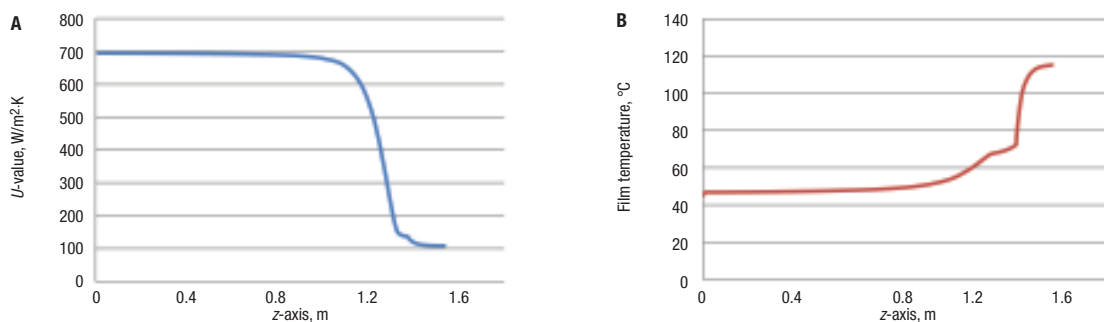 A
U-value, W/m²·K
800
700
600
500
400
300
200
100
0
0 0.4 0.8 1.2 1.6
z-axis, m
B
Film temperature, °C
140
120
100
80
60
40
20
0
0 0.4 0.8 1.2 1.6
z-axis, m